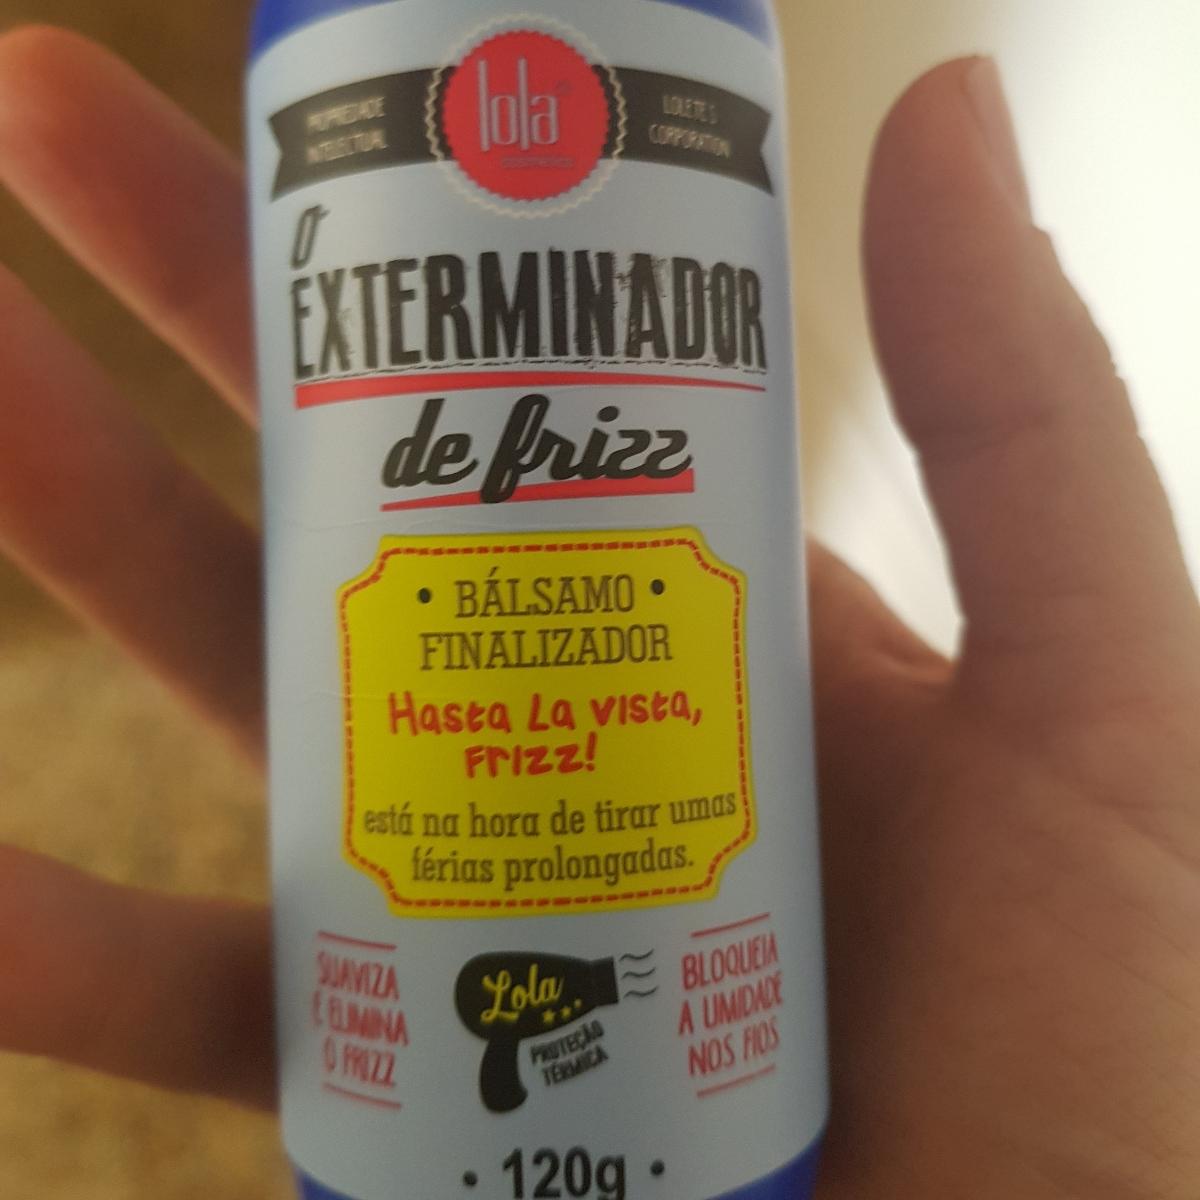 PROPRIEDADE
INTELECTUAL
lola
cosmetics
LOLETE'S
CORPORATION
O
EXTERMINADOR
de frizz
• BÁLSAMO •
FINALIZADOR
Hasta La vista,
Frizz!
está na hora de tirar umas
férias prolongadas.
SUAVIZA
E ELIMINA
O FRIZZ
Lola
PROTEÇÃO
TÉRMICA
BLOQUEIA
A UMIDADE
NOS FIOS
• 120g •